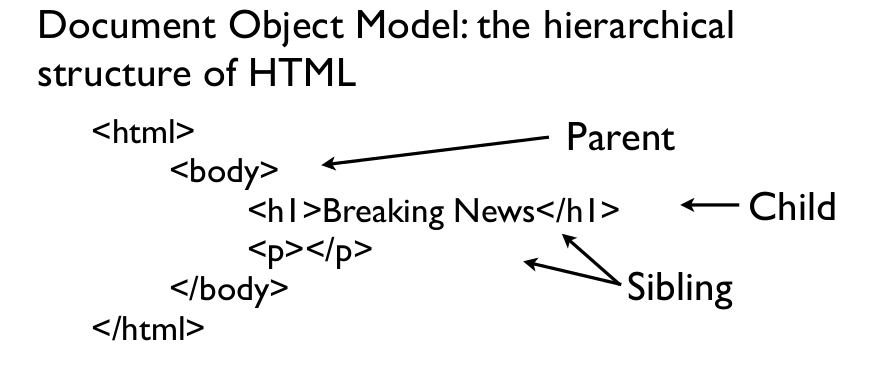 Document Object Model: the hierarchical
structure of HTML
<html>
Parent
<body>
<h1>Breaking News</h1>
Child
<p></p>
</body>
Sibling
</html>